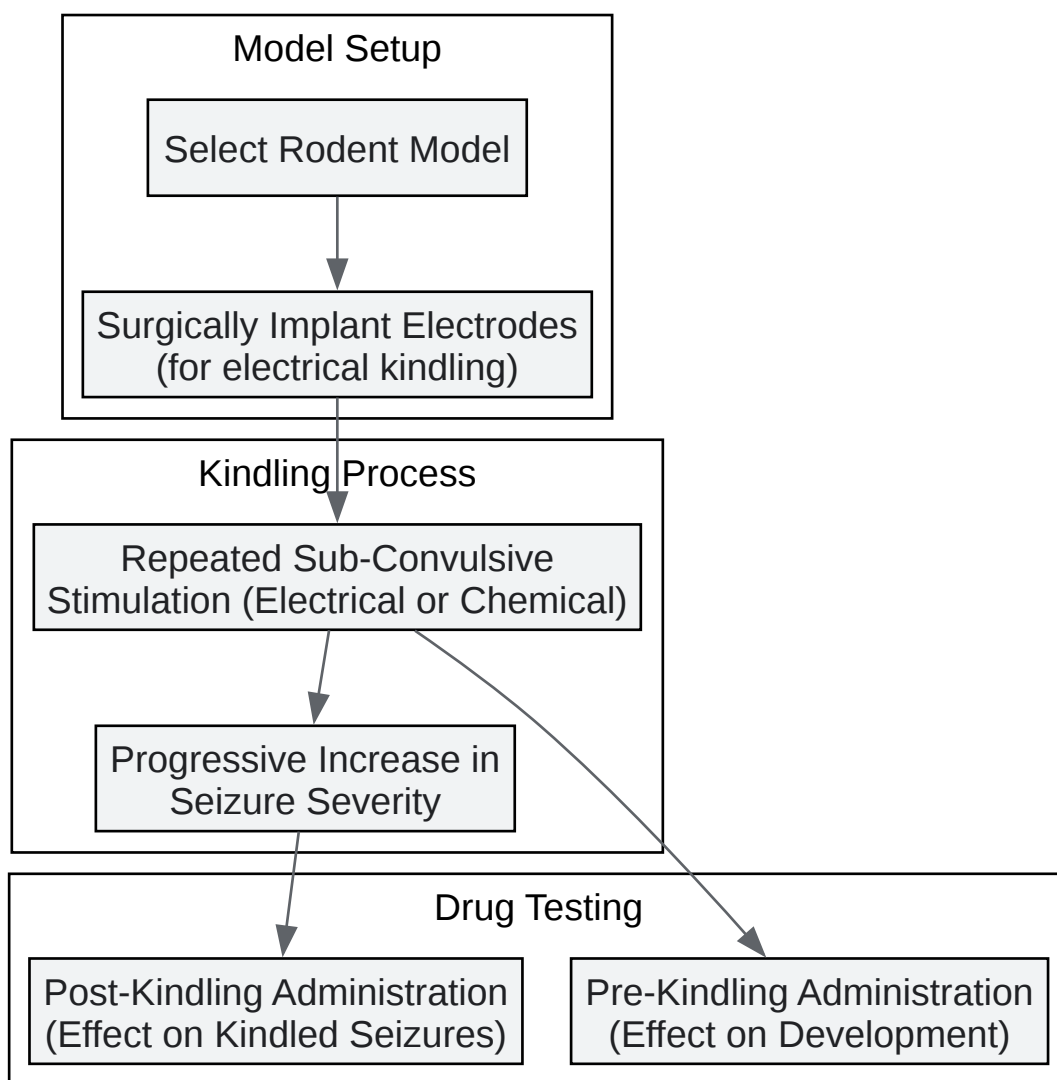 Model Setup
Select Rodent Model
Surgically Implant Electrodes
(for electrical kindling)
Kindling Process
Repeated Sub-Convulsive
Stimulation (Electrical or Chemical)
Progressive Increase in
Seizure Severity
Drug Testing
Post-Kindling Administration
(Effect on Kindled Seizures)
Pre-Kindling Administration
(Effect on Development)